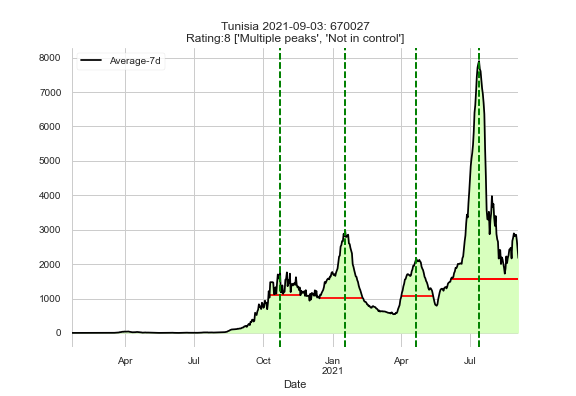 Tunisia 2021-09-03: 670027
Rating:8 ['Multiple peaks', 'Not in control']
Average-7d
8000
7000
6000
5000
4000
3000
2000
1000
0
Apr Jul Oct Jan Apr Jul
2021
Date